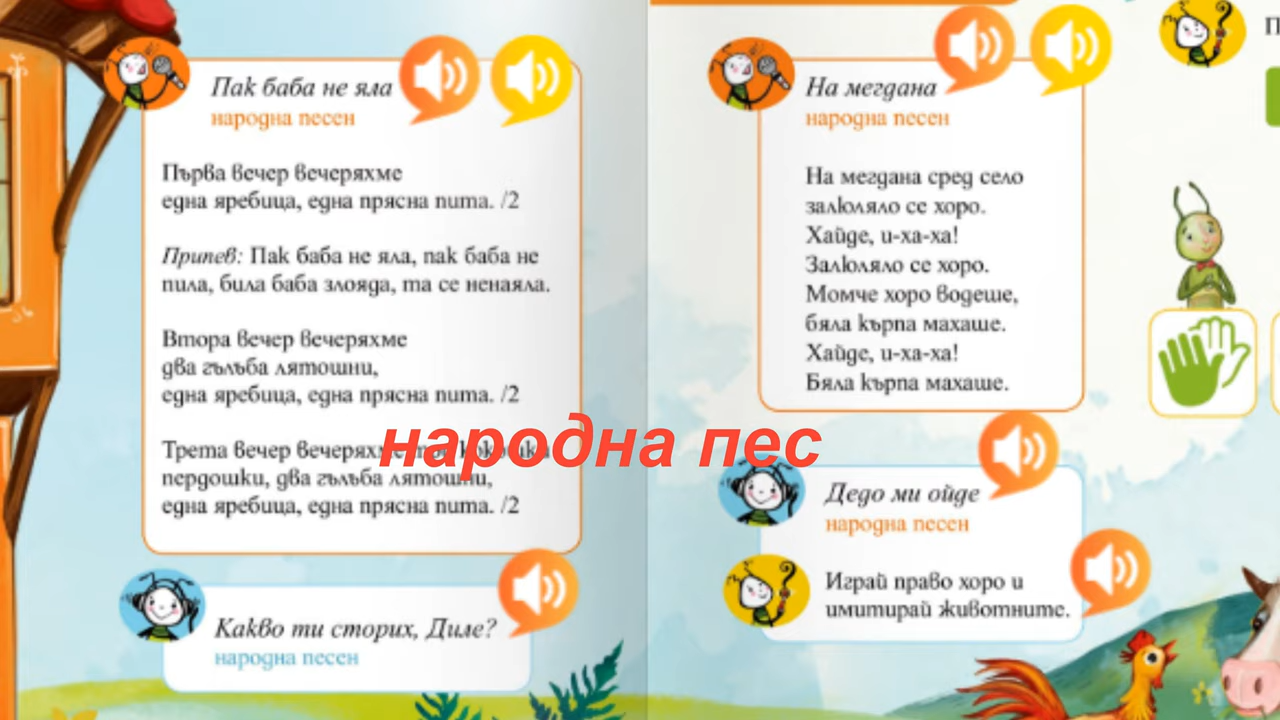 Пак баба не яла
народна песен
Първа вечер вечеряхме
една яребица, една прясна пита. /2
Припев: Пак баба не яла, пак баба не
пила, била баба злояда, та се ненаяла.
Втора вечер вечеряхме
два гълъба лятошни,
една яребица, една прясна пита. /2
Трета вечер вечеряхме
пердошки, два гълъба лятошни,
една яребица, една прясна пита. /2
Какво ти сторих, Диле?
народна песен
народна пес
На мегдана
народна песен
На мегдана сред село
залюляло се хоро.
Хайде, и-ха-ха!
Залюляло се хоро.
Момче хоро водеше,
бяла кърпа махаше.
Хайде, и-ха-ха!
Бяла кърпа махаше.
Дедо ми ойде
народна песен
Играй право хоро и
имитирай животните.